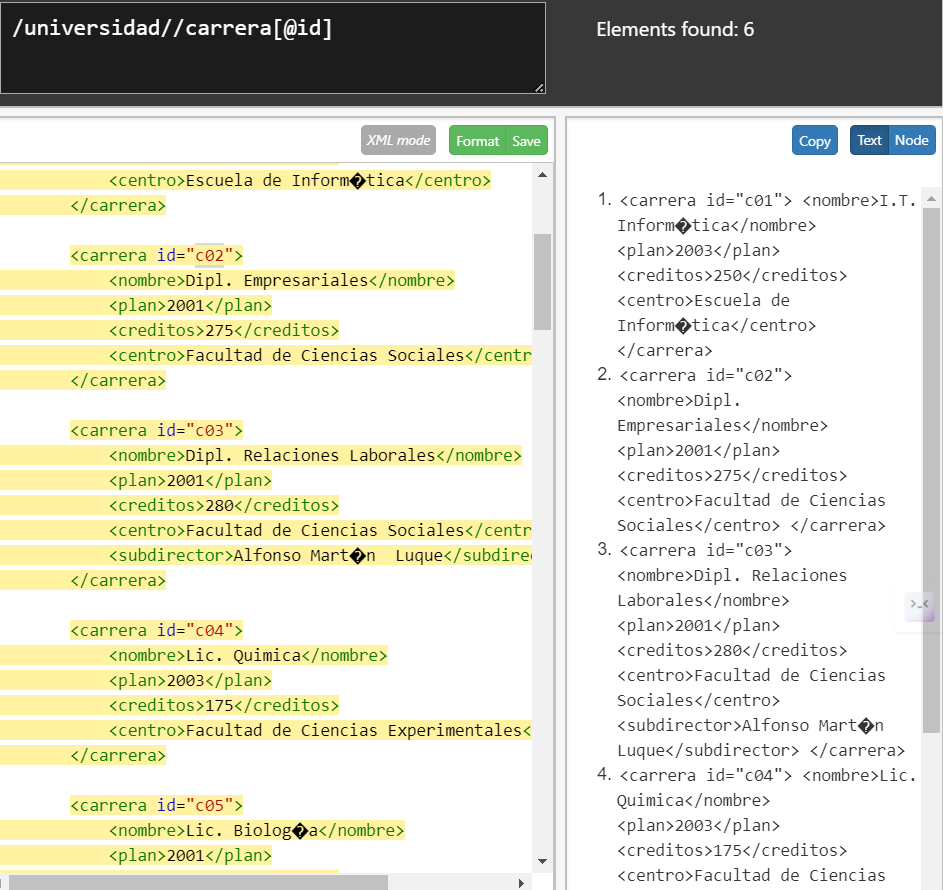 /universidad//carrera[@id]
Elements found: 6
XML mode
Format
Save
Copy
Text
Node
<centro>Escuela de Inform�tica</centro>
</carrera>
<carrera id="c02">
<nombre>Dipl. Empresariales</nombre>
<plan>2001</plan>
<creditos>275</creditos>
<centro>Facultad de Ciencias Sociales</centr
</carrera>
<carrera id="c03">
<nombre>Dipl. Relaciones Laborales</nombre>
<plan>2001</plan>
<creditos>280</creditos>
<centro>Facultad de Ciencias Sociales</centr
<subdirector>Alfonso Mart�n  Luque</subdire
</carrera>
<carrera id="c04">
<nombre>Lic. Quimica</nombre>
<plan>2003</plan>
<creditos>175</creditos>
<centro>Facultad de Ciencias Experimentales<
</carrera>
<carrera id="c05">
<nombre>Lic. Biolog�a</nombre>
<plan>2001</plan>
1. <carrera id="c01"> <nombre>I.T.
Inform�tica</nombre>
<plan>2003</plan>
<creditos>250</creditos>
<centro>Escuela de
Inform�tica</centro>
</carrera>
2. <carrera id="c02">
<nombre>Dipl.
Empresariales</nombre>
<plan>2001</plan>
<creditos>275</creditos>
<centro>Facultad de Ciencias
Sociales</centro> </carrera>
3. <carrera id="c03">
<nombre>Dipl. Relaciones
Laborales</nombre>
<plan>2001</plan>
<creditos>280</creditos>
<centro>Facultad de Ciencias
Sociales</centro>
<subdirector>Alfonso Mart�n
Luque</subdirector> </carrera>
4. <carrera id="c04"> <nombre>Lic.
Quimica</nombre>
<plan>2003</plan>
<creditos>175</creditos>
<centro>Facultad de Ciencias